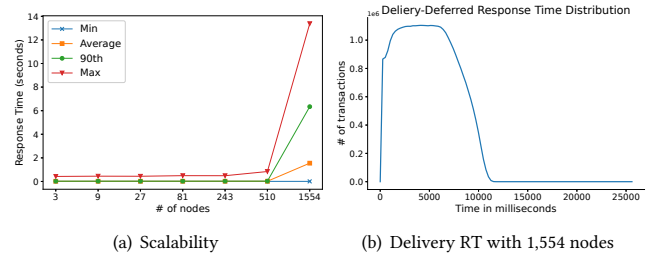 Deliery-Deferred Response Time Distribution
14
12
10
8
6
4
2
0
Response Time (seconds)
Min
Average
90th
Max
3 9 27 81 243 510 1554
# of nodes
1e6
1.0
0.8
0.6
0.4
0.2
0.0
# of transactions
0 5000 10000 15000 20000 25000
Time in milliseconds
(a) Scalability
(b) Delivery RT with 1,554 nodes